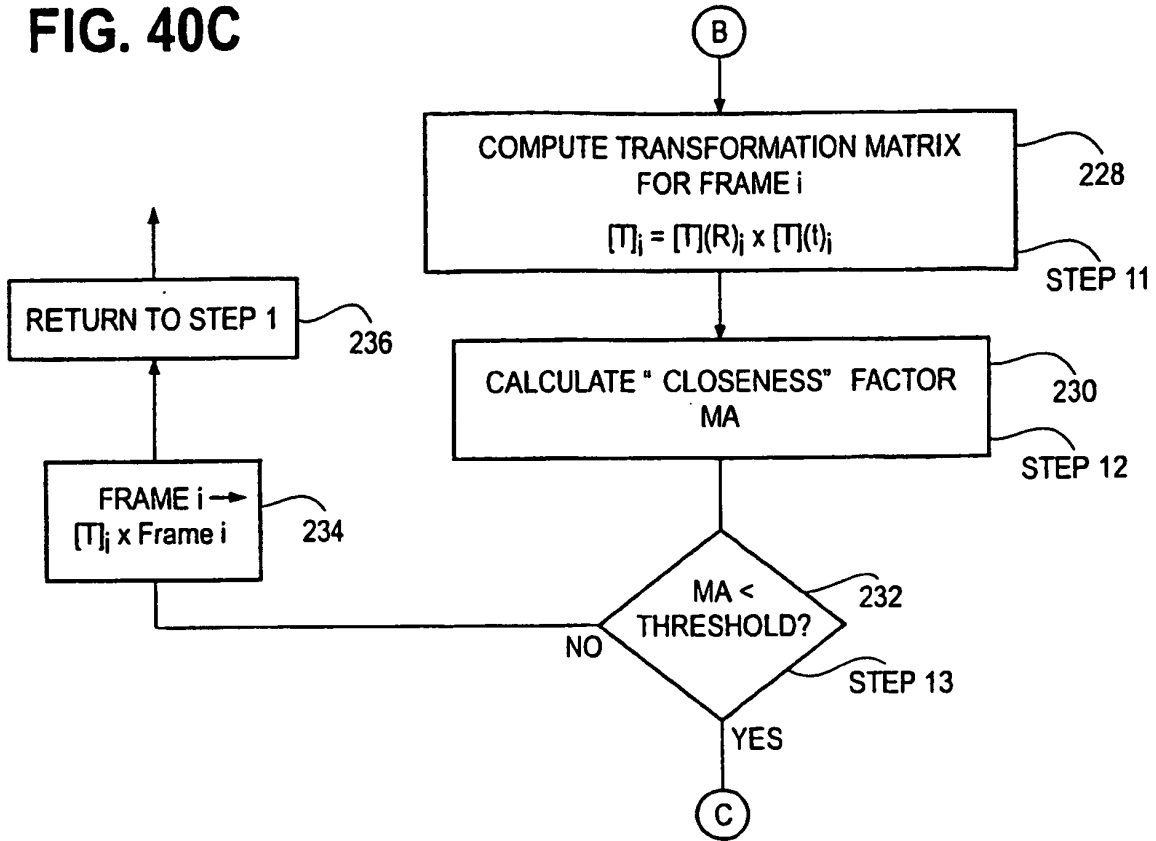 FIG. 40C
B
COMPUTE TRANSFORMATION MATRIX
FOR FRAME i
[T]i = [T](R)i x [T](t)i
228
STEP 11
CALCULATE " CLOSENESS" FACTOR
MA
230
STEP 12
MA <
THRESHOLD?
232
STEP 13
NO
YES
C
FRAME i →
[T]i x Frame i
234
RETURN TO STEP 1
236